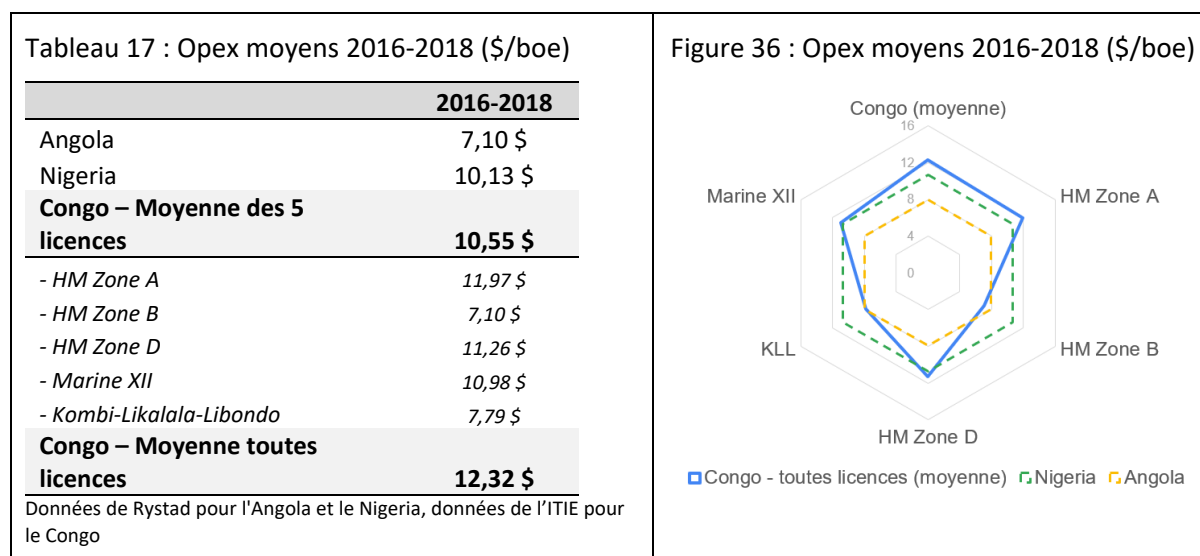 Tableau 17 : Opex moyens 2016-2018 ($/boe)
2016-2018
Angola 7,10 $
Nigeria 10,13 $
Congo – Moyenne des 5
licences 10,55 $
- HM Zone A 11,97 $
- HM Zone B 7,10 $
- HM Zone D 11,26 $
- Marine XII 10,98 $
- Kombi-Likalala-Libondo 7,79 $
Congo – Moyenne toutes
licences 12,32 $
Données de Rystad pour l'Angola et le Nigeria, données de l’ITIE pour
le Congo
Figure 36 : Opex moyens 2016-2018 ($/boe)
Congo (moyenne)
16
12
8
4
0
HM Zone A
HM Zone B
HM Zone D
KLL
Marine XII
Congo - toutes licences (moyenne) Nigeria Angola